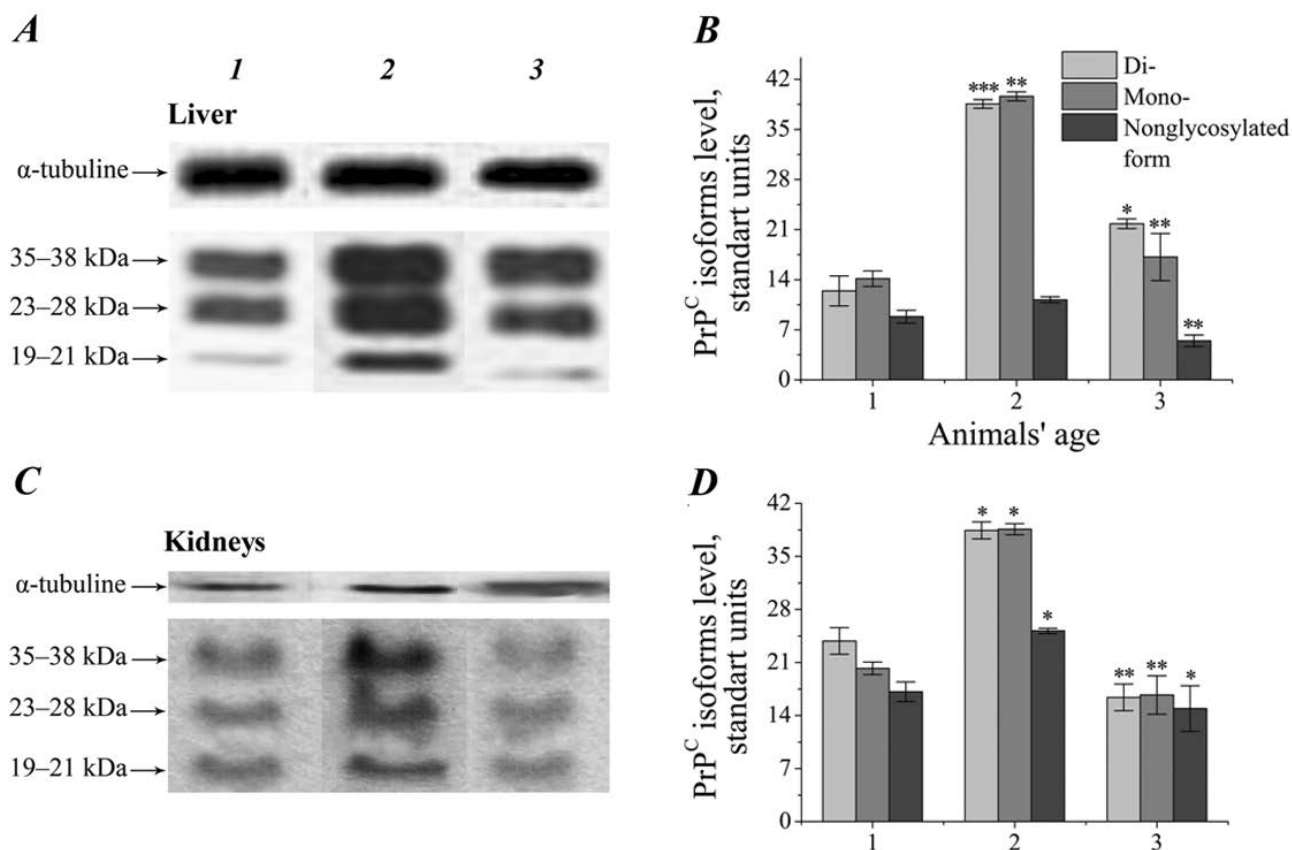 A
1 2 3
Liver
α-tubuline
35–38 kDa
23–28 kDa
19–21 kDa
B
PrP^C isoforms level,
standart units
42
35
28
21
14
7
0
*** **
* ** **
Di-
Mono-
Nonglycosylated
form
1 2 3
Animals' age
C
Kidneys
α-tubuline
35–38 kDa
23–28 kDa
19–21 kDa
D
PrP^C isoforms level,
standart units
42
35
28
21
14
7
0
* * *
** ** *
1 2 3